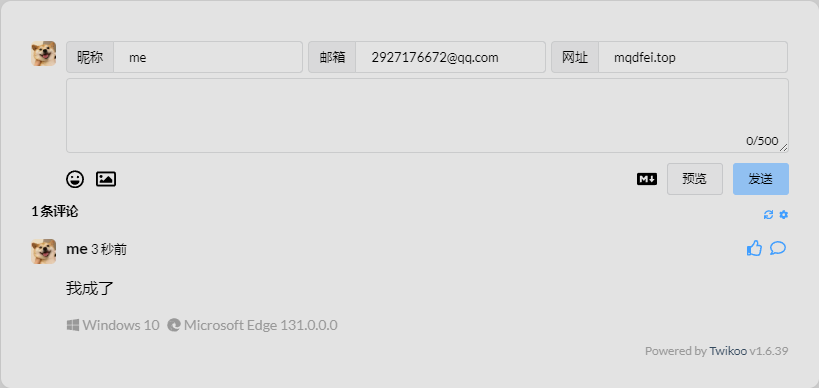 昵称 me 邮箱 2927176672@qq.com 网址 mqdfei.top
0/500
M 预览 发送
1 条评论
me 3 秒前
我成了
Windows 10 Microsoft Edge 131.0.0.0
Powered by Twikoo v1.6.39